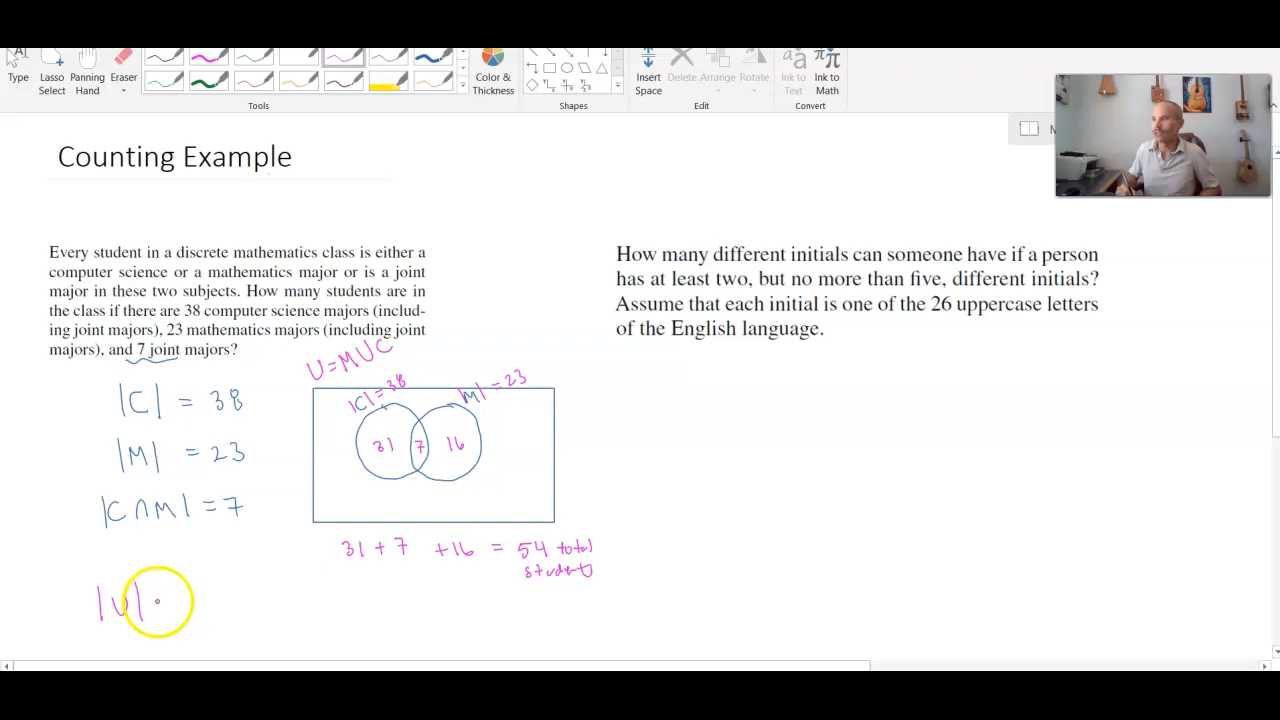 Type
Lasso
Select
Panning
Hand
Eraser
Color &
Thickness
Insert
Space
Delete
Arrange
Rotate
Ink to
Text
Ink to
Math
Tools
Shapes
Edit
Convert
M
Counting Example
Every student in a discrete mathematics class is either a
computer science or a mathematics major or is a joint
major in these two subjects. How many students are in
the class if there are 38 computer science majors (includ-
ing joint majors), 23 mathematics majors (including joint
majors), and 7 joint majors?
How many different initials can someone have if a person
has at least two, but no more than five, different initials?
Assume that each initial is one of the 26 uppercase letters
of the English language.
U=MUC
|C| = 38
|M| = 23
|C∩M| = 7
|C|=38
|M|=23
31 7 16
31 + 7 + 16 = 54 total
students
|U|